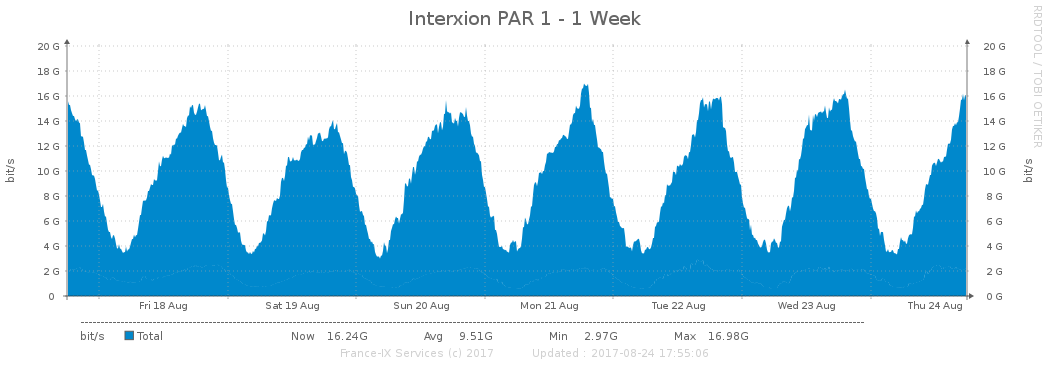 Interxion PAR 1 - 1 Week
RRDTOOL / TOBI OETIKER
bit/s
20 G 20 G
18 G 18 G
16 G 16 G
14 G 14 G
12 G 12 G
10 G 10 G
8 G 8 G
6 G 6 G
4 G 4 G
2 G 2 G
0 0 G
bit/s
Fri 18 Aug Sat 19 Aug Sun 20 Aug Mon 21 Aug Tue 22 Aug Wed 23 Aug Thu 24 Aug
bit/s Total Now 16.24G Avg 9.51G Min 2.97G Max 16.98G
France-IX Services (c) 2017 Updated : 2017-08-24 17:55:06